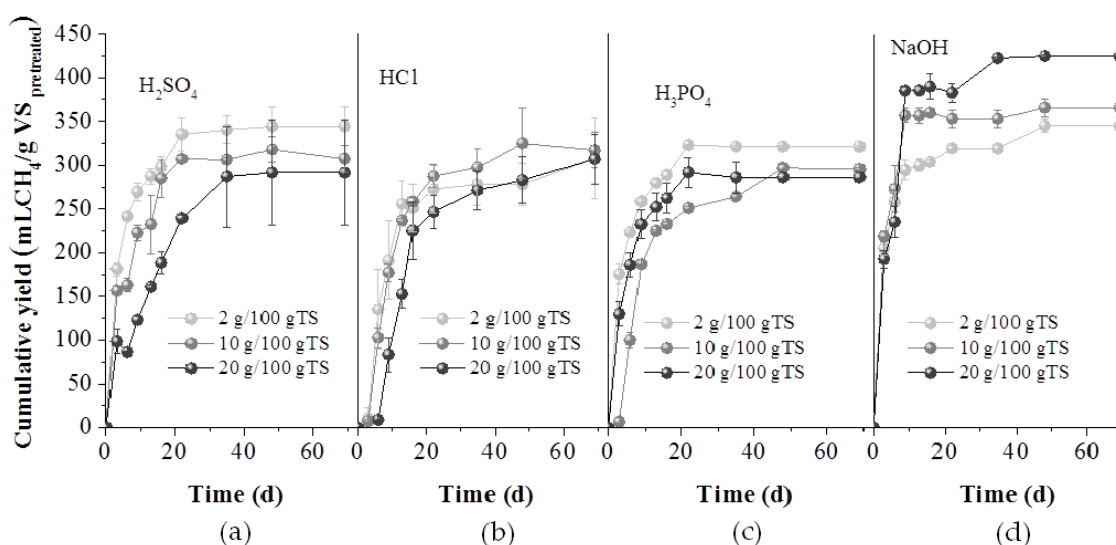 Cumulative yield (mLCH4/g VS pretreated)
450
400
350
300
250
200
150
100
50
0
H2SO4
2 g/100 gTS
10 g/100 gTS
20 g/100 gTS
0 20 40 60
Time (d)
(a)
HCl
2 g/100 gTS
10 g/100 gTS
20 g/100 gTS
0 20 40 60
Time (d)
(b)
H3PO4
2 g/100 gTS
10 g/100 gTS
20 g/100 gTS
0 20 40 60
Time (d)
(c)
NaOH
2 g/100 gTS
10 g/100 gTS
20 g/100 gTS
0 20 40 60
Time (d)
(d)